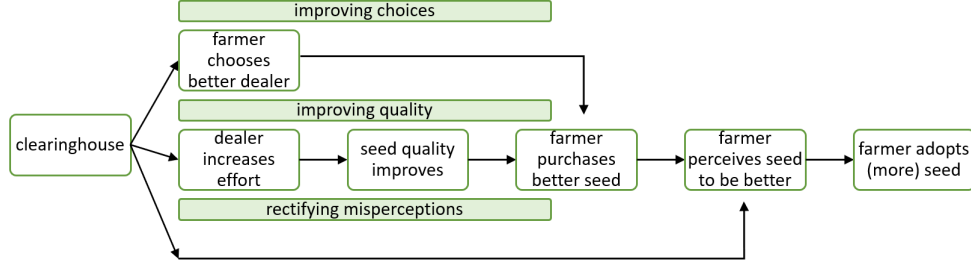 improving choices
farmer
chooses
better dealer
improving quality
clearinghouse
dealer
increases
effort
seed quality
improves
farmer
purchases
better seed
farmer
perceives seed
to be better
farmer adopts
(more) seed
rectifying misperceptions